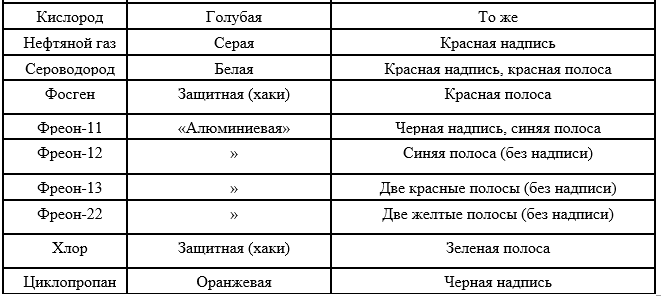 Кислород Голубая То же
Нефтяной газ Серая Красная надпись
Сероводород Белая Красная надпись, красная полоса
Фосген Защитная (хаки) Красная полоса
Фреон-11 «Алюминиевая» Черная надпись, синяя полоса
Фреон-12 » Синяя полоса (без надписи)
Фреон-13 » Две красные полосы (без надписи)
Фреон-22 » Две желтые полосы (без надписи)
Хлор Защитная (хаки) Зеленая полоса
Циклопропан Оранжевая Черная надпись